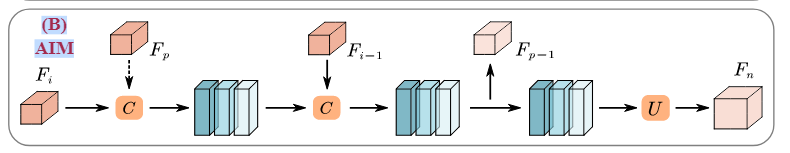 (B)
AIM
F_i
F_p
C
F_{i-1}
C
F_{p-1}
U
F_n